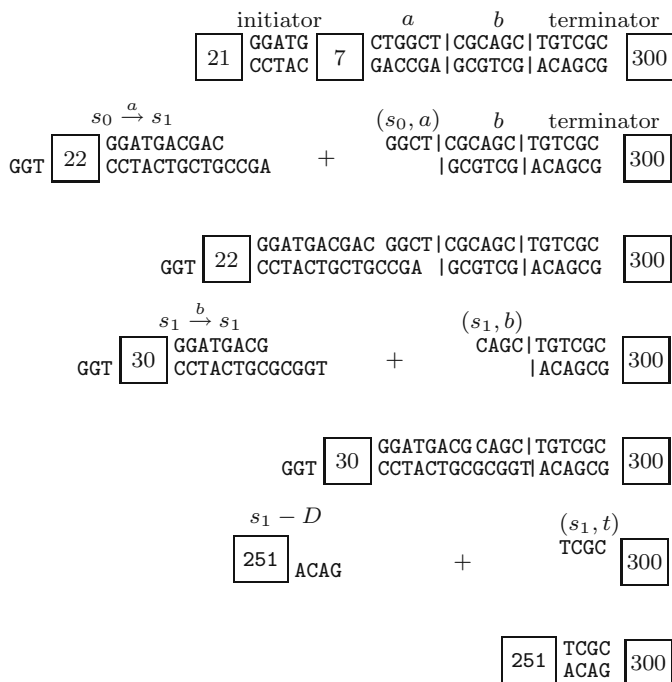 initiator a b terminator
21 GGATG 7 CTGGCT|CGCAGC|TGTCGC 300
CCTAC GACCGA|GCGTCG|ACAGCG
s₀ →ᵃ s₁ (s₀, a) b terminator
22 GGATGACGAC + GGCT|CGCAGC|TGTCGC 300
GGT CCTACTGCTGCCGA |GCGTCG|ACAGCG
22 GGATGACGAC GGCT|CGCAGC|TGTCGC 300
GGT CCTACTGCTGCCGA |GCGTCG|ACAGCG
s₁ →ᵇ s₁ (s₁, b)
30 GGATGACG + CAGC|TGTCGC 300
GGT CCTACTGCGCGGT |ACAGCG
30 GGATGACG CAGC|TGTCGC 300
GGT CCTACTGCGCGGT|ACAGCG
s₁ − D (s₁, t)
251 + TCGC 300
ACAG
251 TCGC 300
ACAG